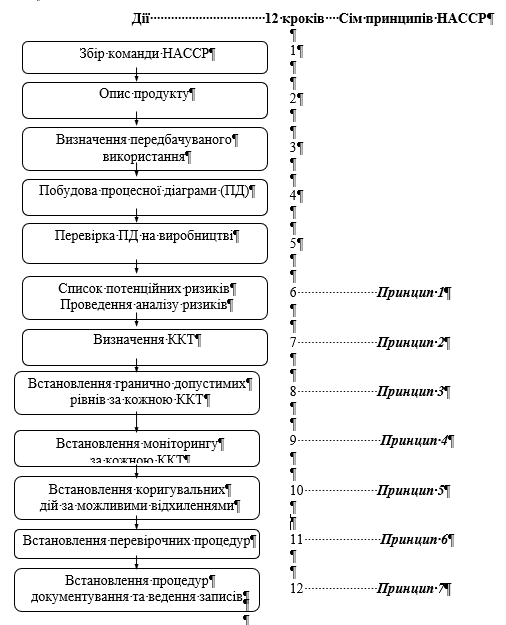 Дії 12 кроків Сім принципів НАССР
Збір команди НАССР
1
Опис продукту
2
Визначення передбачуваного
використання
3
Побудова процесної діаграми (ПД)
4
Перевірка ПД на виробництві
5
Список потенційних ризиків
Проведення аналізу ризиків
6 Принцип 1
Визначення ККТ
7 Принцип 2
Встановлення гранично допустимих
рівнів за кожною ККТ
8 Принцип 3
Встановлення моніторингу
за кожною ККТ
9 Принцип 4
Встановлення коригувальних
дій за можливими відхиленнями
10 Принцип 5
Встановлення перевірочних процедур
11 Принцип 6
Встановлення процедур
документування та ведення записів
12 Принцип 7